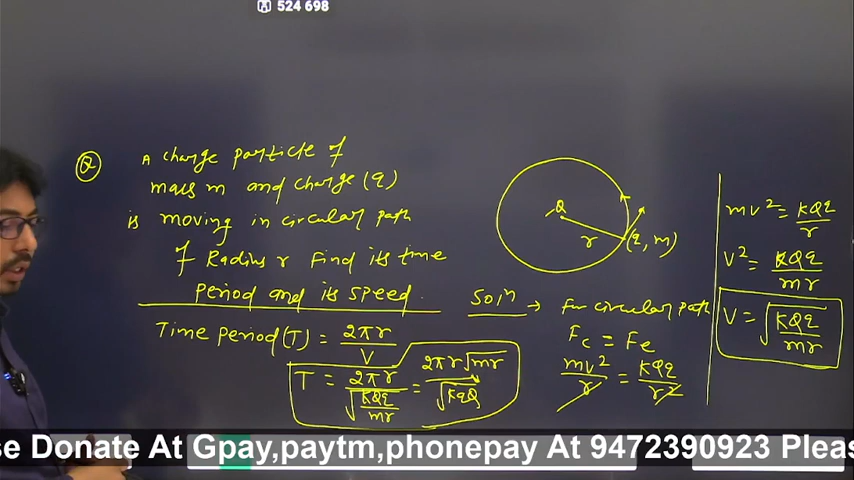 524 698
Q A charge particle of
mass m and charge (q)
is moving in circular path
of Radius r Find its time
period and its speed.
Q
r
(q, m)
Time period (T) = 2πr / V
T = 2πr / √(KQq / mr) = 2πr√mr / √KqQ
Soln → for circular path
Fc = Fe
mv² / r = KQq / r²
mv² = KQq / r
V² = KQq / mr
V = √(KQq / mr)
se Donate At Gpay,paytm,phonepay At 9472390923 Pleas